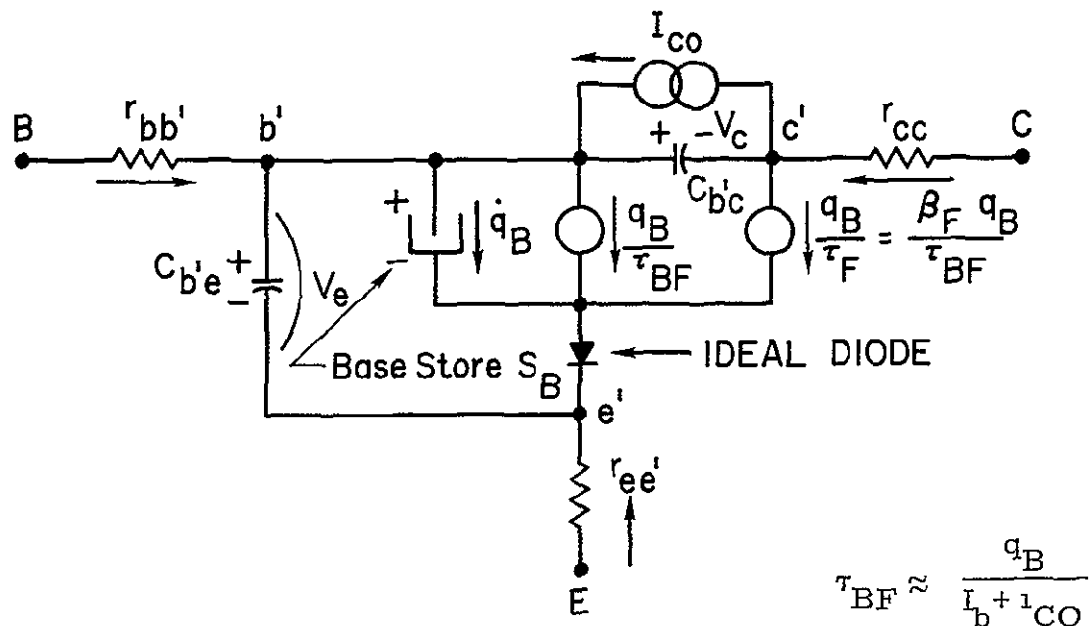 I_co
B
r_bb'
b'
+ -V_c
c'
r_cc
C
C_b'c
+
-
q̇_B
q_B
τ_BF
q_B / τ_F = β_F q_B / τ_BF
C_b'e
+
-
V_e
Base Store S_B
IDEAL DIODE
e'
r_ee'
E
τ_BF ≈ q_B / I_b + ı_CO